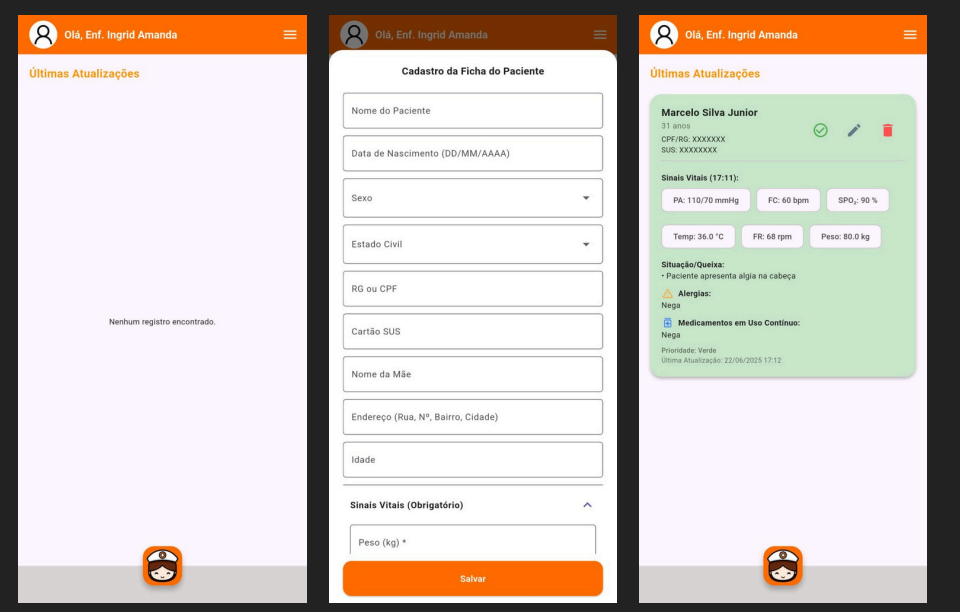 Olá, Enf. Ingrid Amanda
Últimas Atualizações
Nenhum registro encontrado.
Olá, Enf. Ingrid Amanda
Cadastro da Ficha do Paciente
Nome do Paciente
Data de Nascimento (DD/MM/AAAA)
Sexo
Estado Civil
RG ou CPF
Cartão SUS
Nome da Mãe
Endereço (Rua, Nº, Bairro, Cidade)
Idade
Sinais Vitais (Obrigatório)
Peso (kg) *
Salvar
Olá, Enf. Ingrid Amanda
Últimas Atualizações
Marcelo Silva Junior
31 anos
CPF/RG: XXXXXXX
SUS: XXXXXXXX
Sinais Vitais (17:11):
PA: 110/70 mmHg FC: 60 bpm SPO₂: 90 %
Temp: 36.0 °C FR: 68 rpm Peso: 80.0 kg
Situação/Queixa:
• Paciente apresenta algia na cabeça
Alergias:
Nega
Medicamentos em Uso Contínuo:
Nega
Prioridade: Verde
Última Atualização: 22/06/2025 17:12